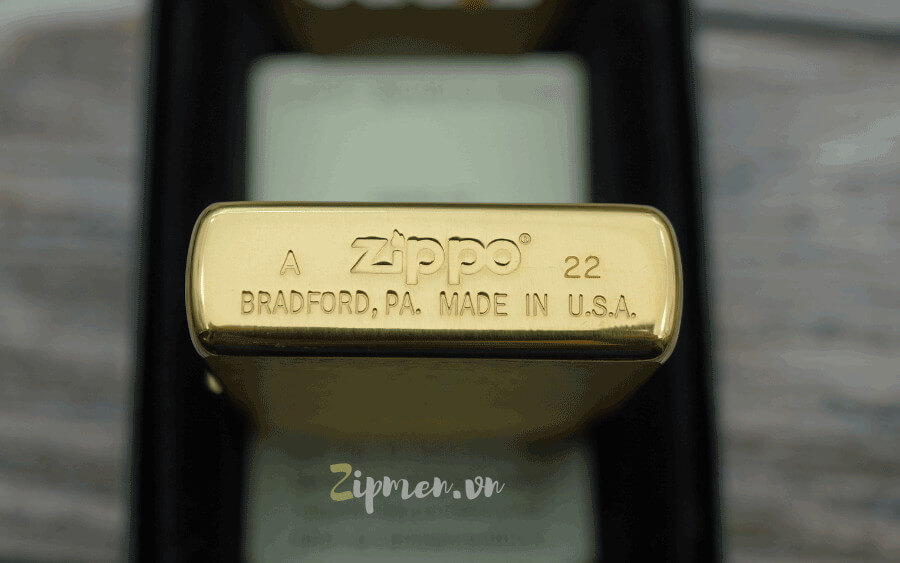 A zippo® 22
BRADFORD, PA. MADE IN U.S.A.
Zipmen.vn